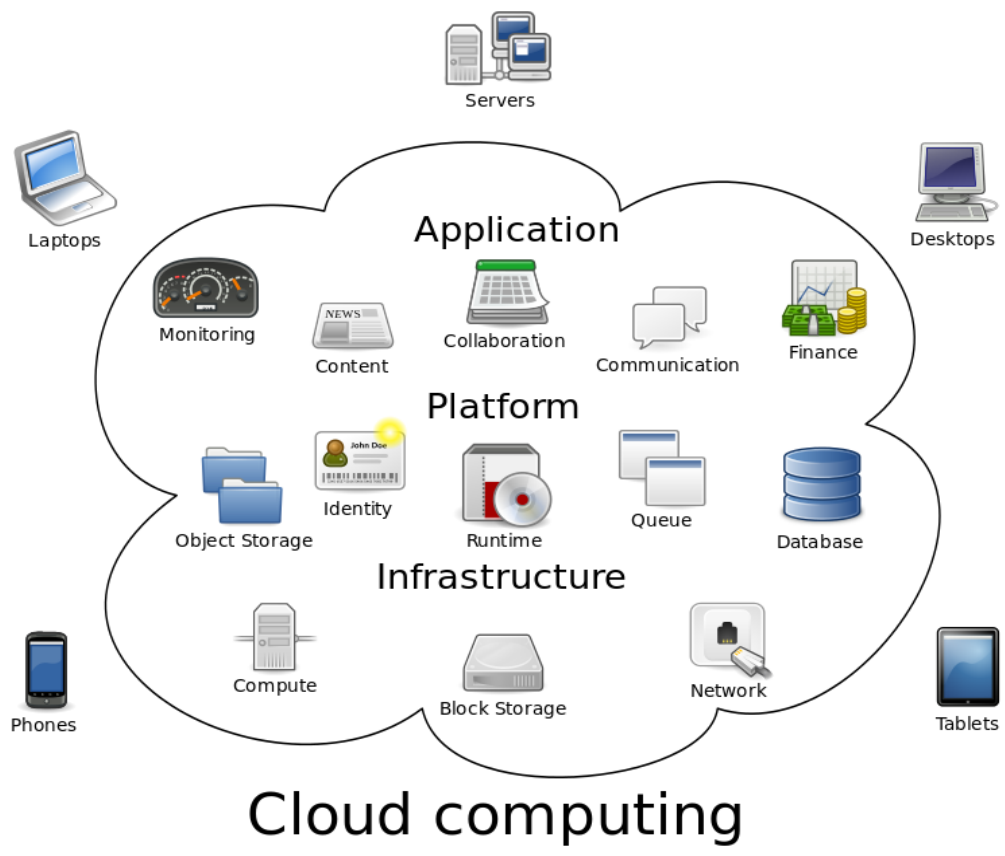 Servers
Laptops
Desktops
Application
Monitoring
NEWS
Content
Collaboration
Communication
Finance
Platform
John Doe
Object Storage
Identity
Runtime
Queue
Database
Infrastructure
Compute
Block Storage
Network
Phones
Tablets
Cloud computing